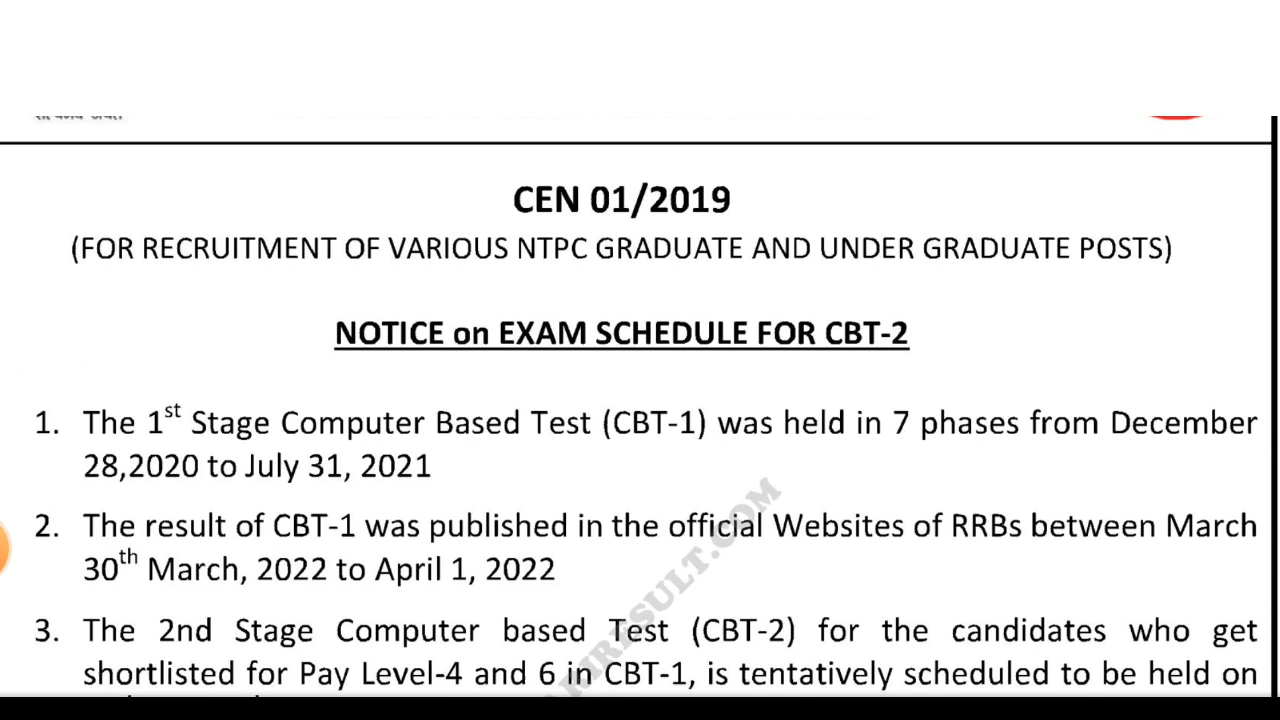 CEN 01/2019
(FOR RECRUITMENT OF VARIOUS NTPC GRADUATE AND UNDER GRADUATE POSTS)
NOTICE on EXAM SCHEDULE FOR CBT-2
1. The 1st Stage Computer Based Test (CBT-1) was held in 7 phases from December
28,2020 to July 31, 2021
2. The result of CBT-1 was published in the official Websites of RRBs between March
30th March, 2022 to April 1, 2022
3. The 2nd Stage Computer based Test (CBT-2) for the candidates who get
shortlisted for Pay Level-4 and 6 in CBT-1, is tentatively scheduled to be held on
RESULT.COM